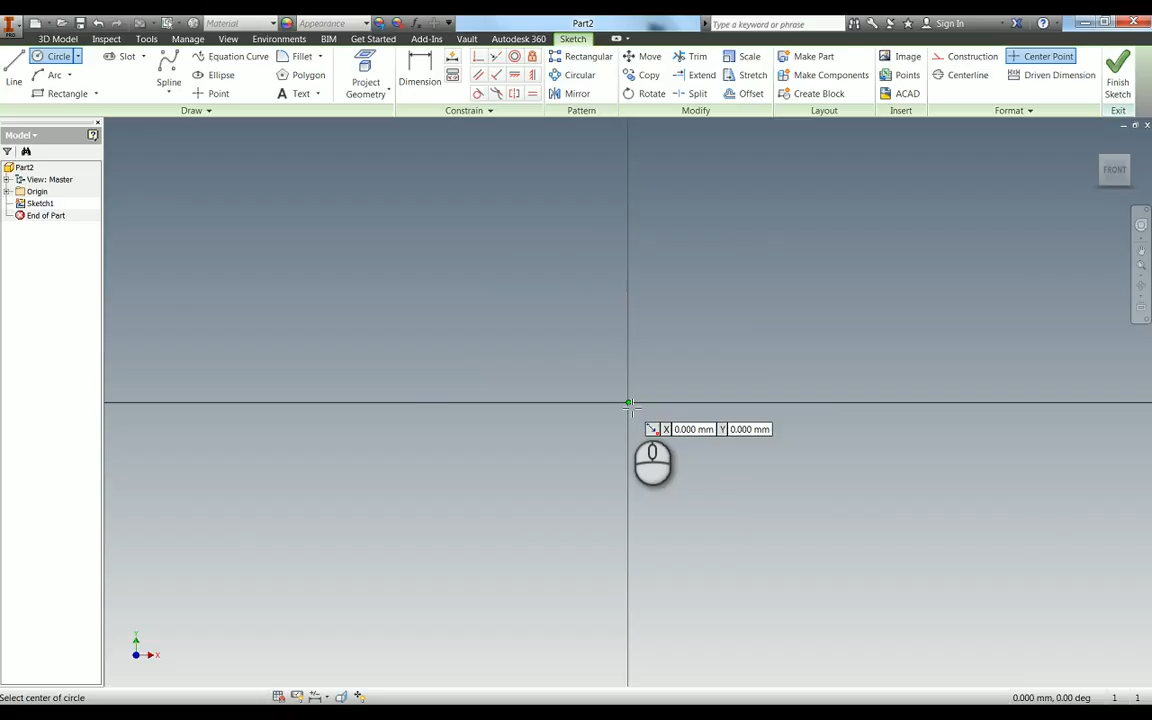 PRO
Material
Appearance
Part2
Type a keyword or phrase
Sign In
3D Model
Inspect
Tools
Manage
View
Environments
BIM
Get Started
Vault
Add-Ins
Autodesk 360
Sketch
Line
Circle
Arc
Rectangle
Spline
Slot
Equation Curve
Ellipse
Point
Fillet
Polygon
Text
Draw
Project
Geometry
Dimension
Constrain
Rectangular
Circular
Mirror
Pattern
Move
Copy
Rotate
Trim
Extend
Split
Scale
Stretch
Offset
Modify
Make Part
Make Components
Create Block
Layout
Image
Points
ACAD
Insert
Construction
Centerline
Center Point
Driven Dimension
Format
Finish
Sketch
Exit
Model
Part2
View: Master
Origin
Sketch1
End of Part
FRONT
X 0.000 mm Y 0.000 mm
Y
X
Select center of circle
0.000 mm, 0.00 deg 1 1